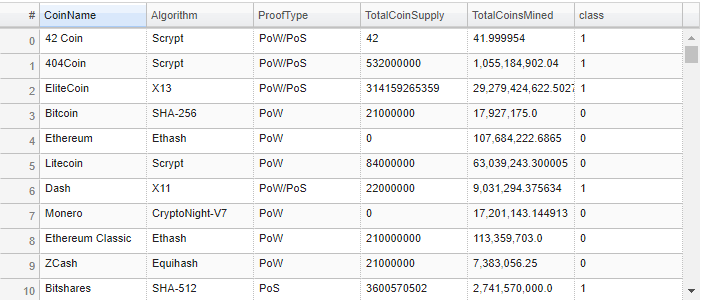 # CoinName Algorithm ProofType TotalCoinSupply TotalCoinsMined class
0 42 Coin Scrypt PoW/PoS 42 41.999954 1
1 404Coin Scrypt PoW/PoS 532000000 1,055,184,902.04 1
2 EliteCoin X13 PoW/PoS 314159265359 29,279,424,622.5027 1
3 Bitcoin SHA-256 PoW 21000000 17,927,175.0 0
4 Ethereum Ethash PoW 0 107,684,222.6865 0
5 Litecoin Scrypt PoW 84000000 63,039,243.300005 0
6 Dash X11 PoW/PoS 22000000 9,031,294.375634 1
7 Monero CryptoNight-V7 PoW 0 17,201,143.144913 0
8 Ethereum Classic Ethash PoW 210000000 113,359,703.0 0
9 ZCash Equihash PoW 21000000 7,383,056.25 0
10 Bitshares SHA-512 PoS 3600570502 2,741,570,000.0 1